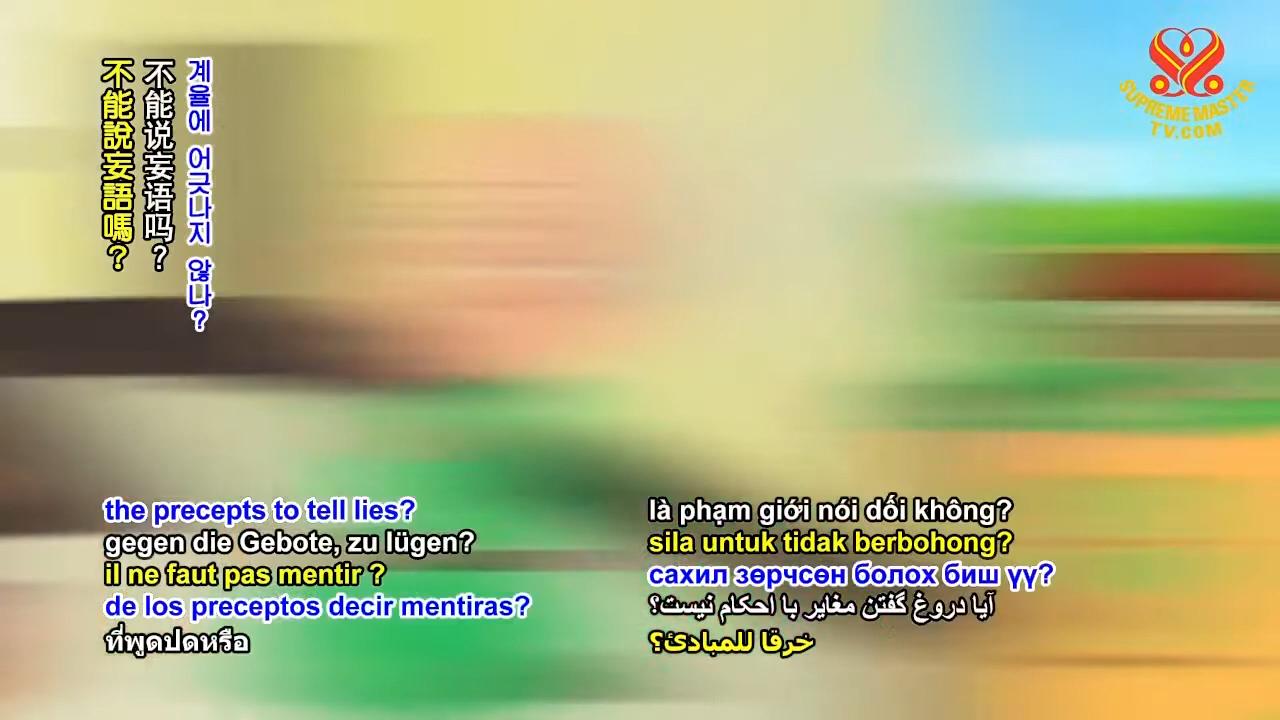 不能說妄語嗎？
不能说妄语吗？
계율에 어긋나지 않나?
SUPREME MASTER
TV.COM
the precepts to tell lies?
gegen die Gebote, zu lügen?
il ne faut pas mentir ?
de los preceptos decir mentiras?
ที่พูดปดหรือ
là phạm giới nói dối không?
sila untuk tidak berbohong?
сахил зөрчсөн болох биш үү?
آیا دروغ گفتن مغایر با احکام نیست؟
خرقا للمبادئ؟